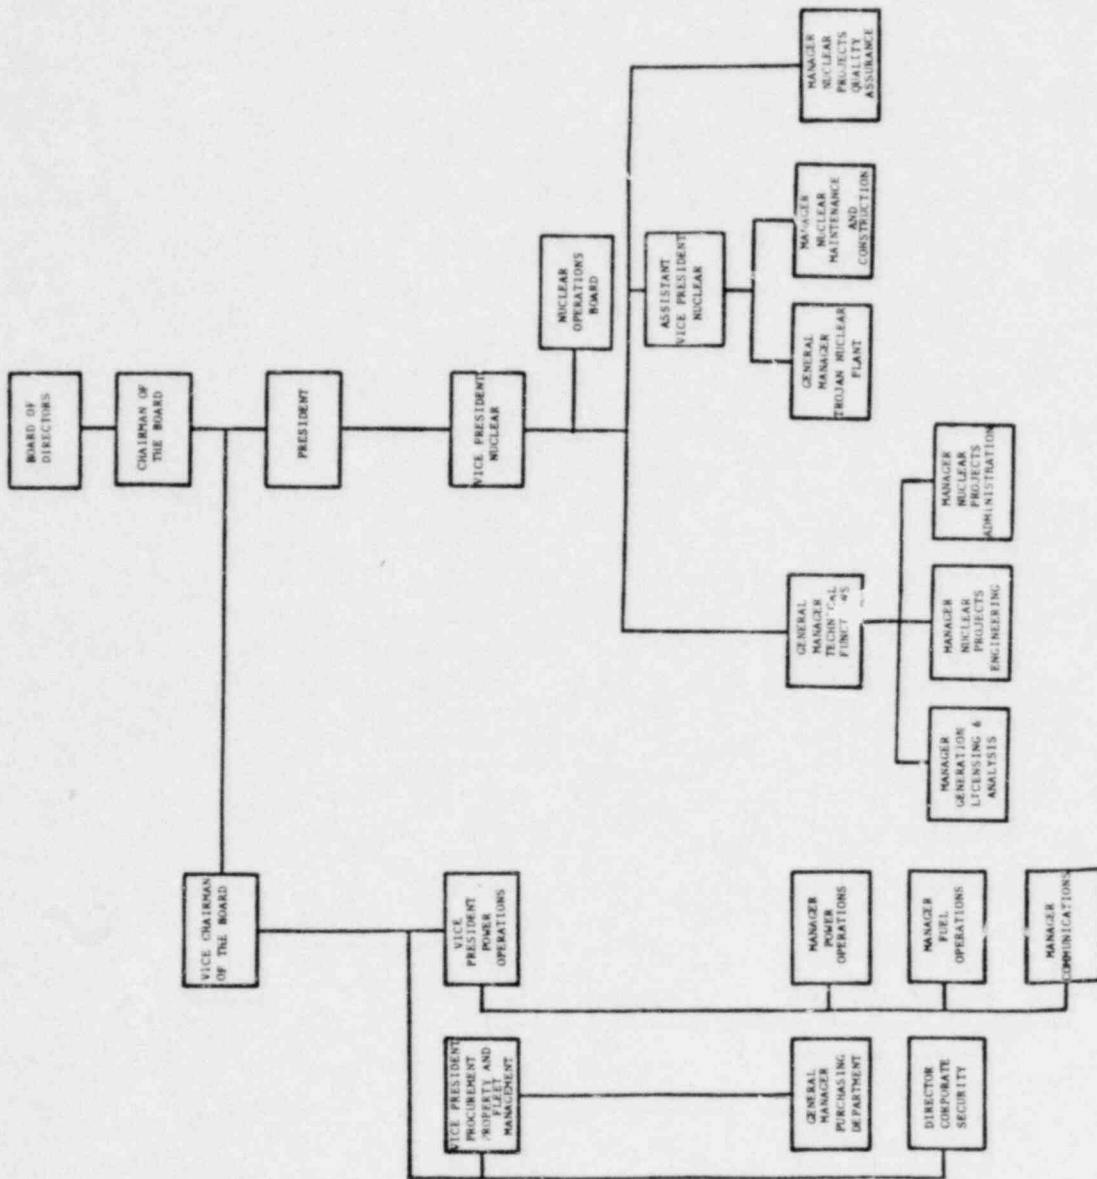 BOARD OF
DIRECTORS
CHAIRMAN OF
THE BOARD
VICE CHAIRMAN
OF THE BOARD
PRESIDENT
VICE PRESIDENT
PROCUREMENT
PROPERTY AND
FLEET
MANAGEMENT
VICE
PRESIDENT
POWER
OPERATIONS
VICE PRESIDENT
NUCLEAR
NUCLEAR
OPERATIONS
BOARD
ASSISTANT
VICE PRESIDENT
NUCLEAR
GENERAL
MANAGER
PURCHASING
DEPARTMENT
MANAGER
POWER
OPERATIONS
GENERAL
MANAGER
TECHNICAL
FUNCTIONS
GENERAL
MANAGER
TROJAN NUCLEAR
PLANT
MANAGER
NUCLEAR
MAINTENANCE
AND
CONSTRUCTION
MANAGER
NUCLEAR
PROJECTS
QUALITY
ASSURANCE
DIRECTOR
CORPORATE
SECURITY
MANAGER
FUEL
OPERATIONS
MANAGER
GENERATION
LICENSING &
ANALYSIS
MANAGER
NUCLEAR
PROJECTS
ENGINEERING
MANAGER
NUCLEAR
PROJECTS
ADMINISTRATION
MANAGER
COMMUNICATIONS